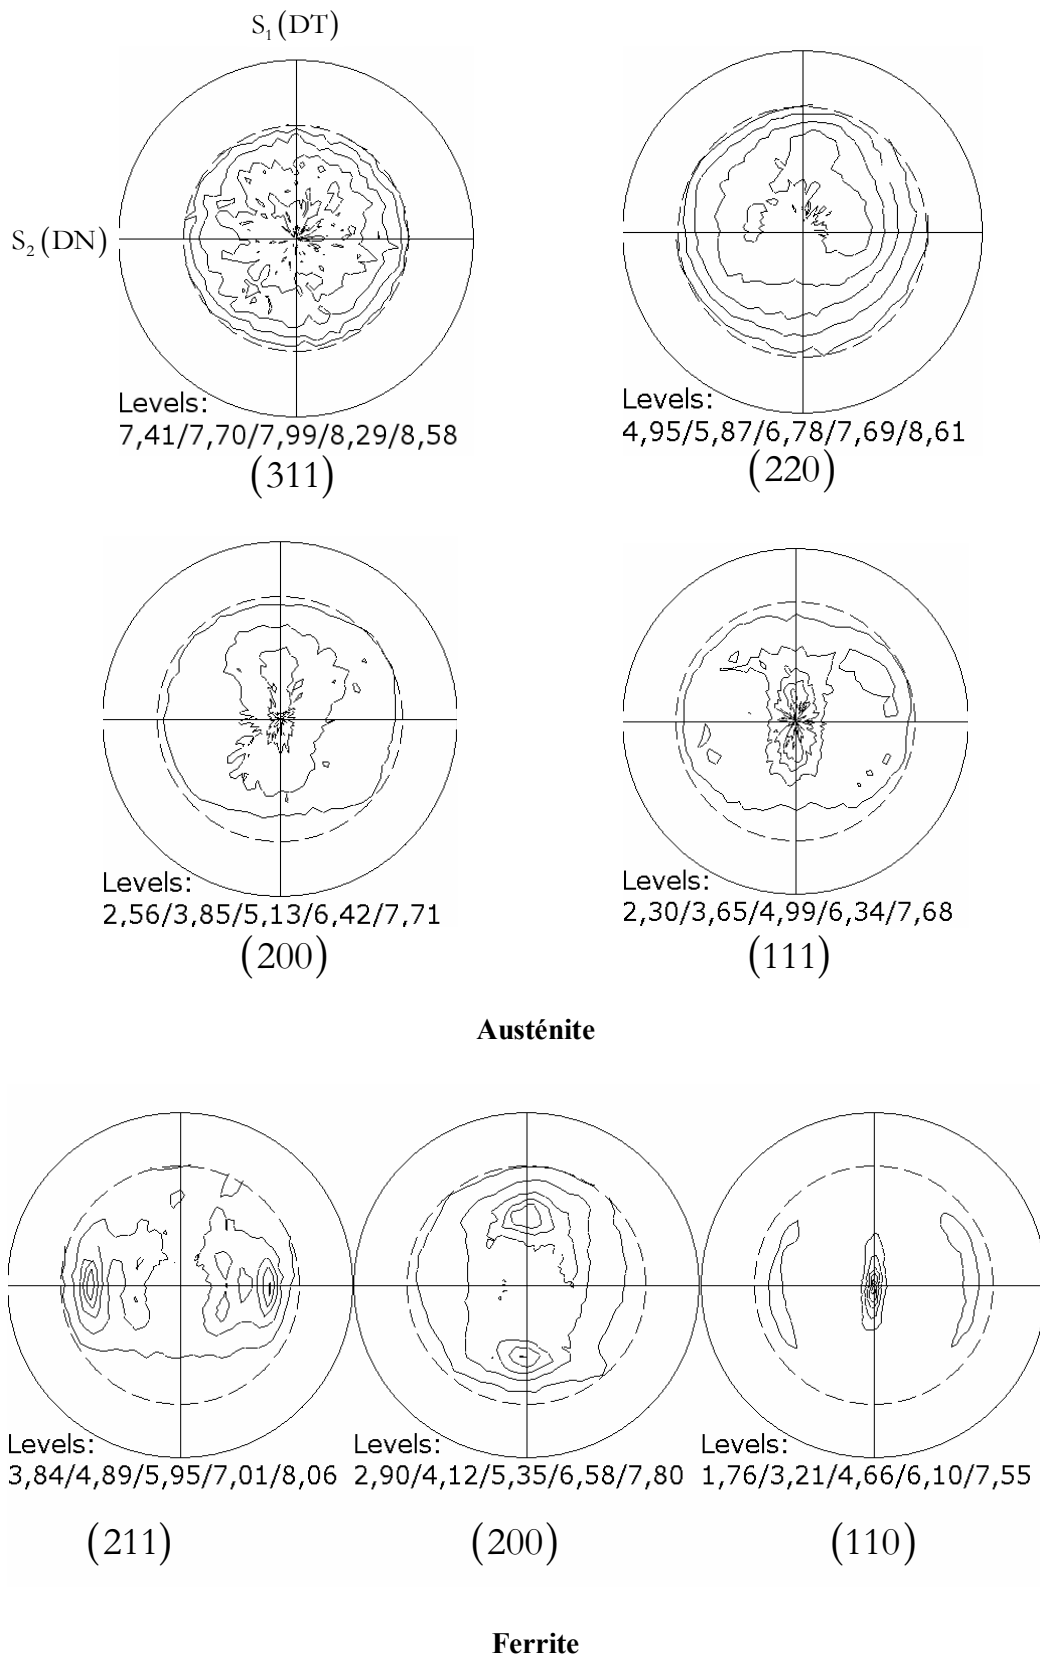 S₁(DT)
S₂(DN)
Levels:
7,41/7,70/7,99/8,29/8,58
(311)
Levels:
4,95/5,87/6,78/7,69/8,61
(220)
Levels:
2,56/3,85/5,13/6,42/7,71
(200)
Levels:
2,30/3,65/4,99/6,34/7,68
(111)
Austénite
Levels:
3,84/4,89/5,95/7,01/8,06
(211)
Levels:
2,90/4,12/5,35/6,58/7,80
(200)
Levels:
1,76/3,21/4,66/6,10/7,55
(110)
Ferrite